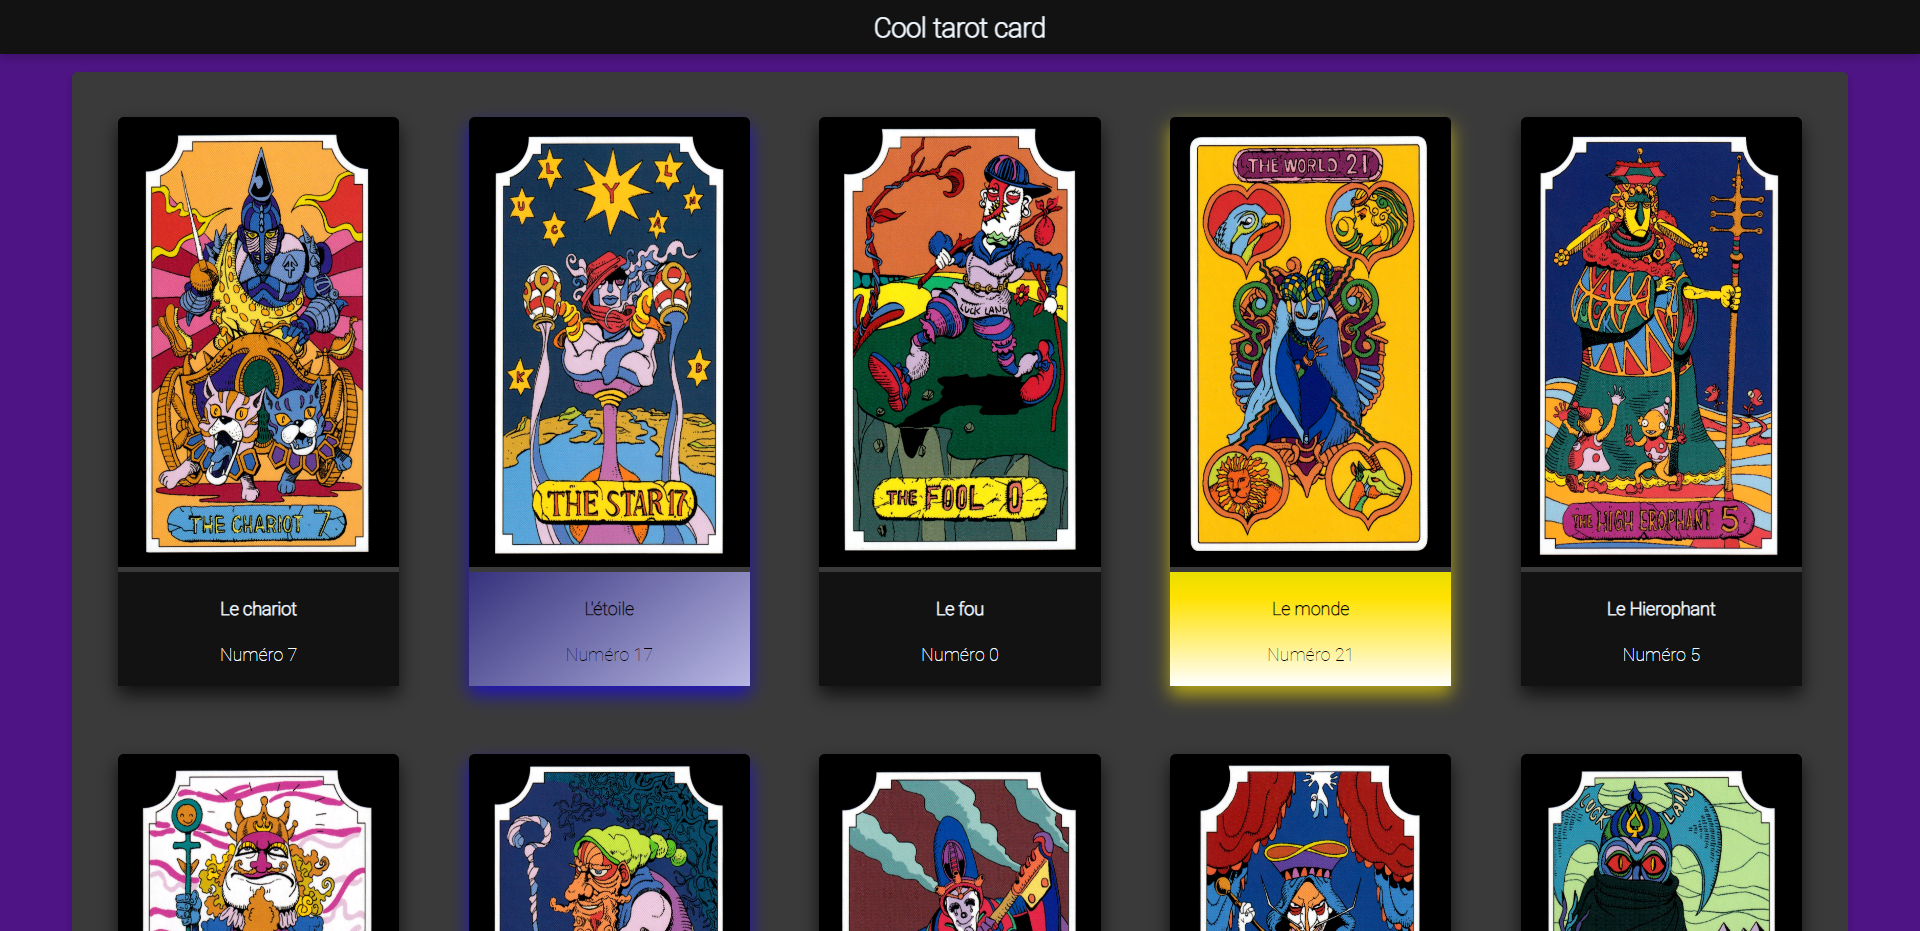 Cool tarot card
THE CHARIOT 7
L Y L
U G A N
K D
THE STAR 17
LUCK LAND
THE FOOL 0
THE WORLD 21
THE HIGH EROPHANT 5
Le chariot
L'étoile
Le fou
Le monde
Le Hierophant
Numéro 7
Numéro 17
Numéro 0
Numéro 21
Numéro 5
LUCK LAND